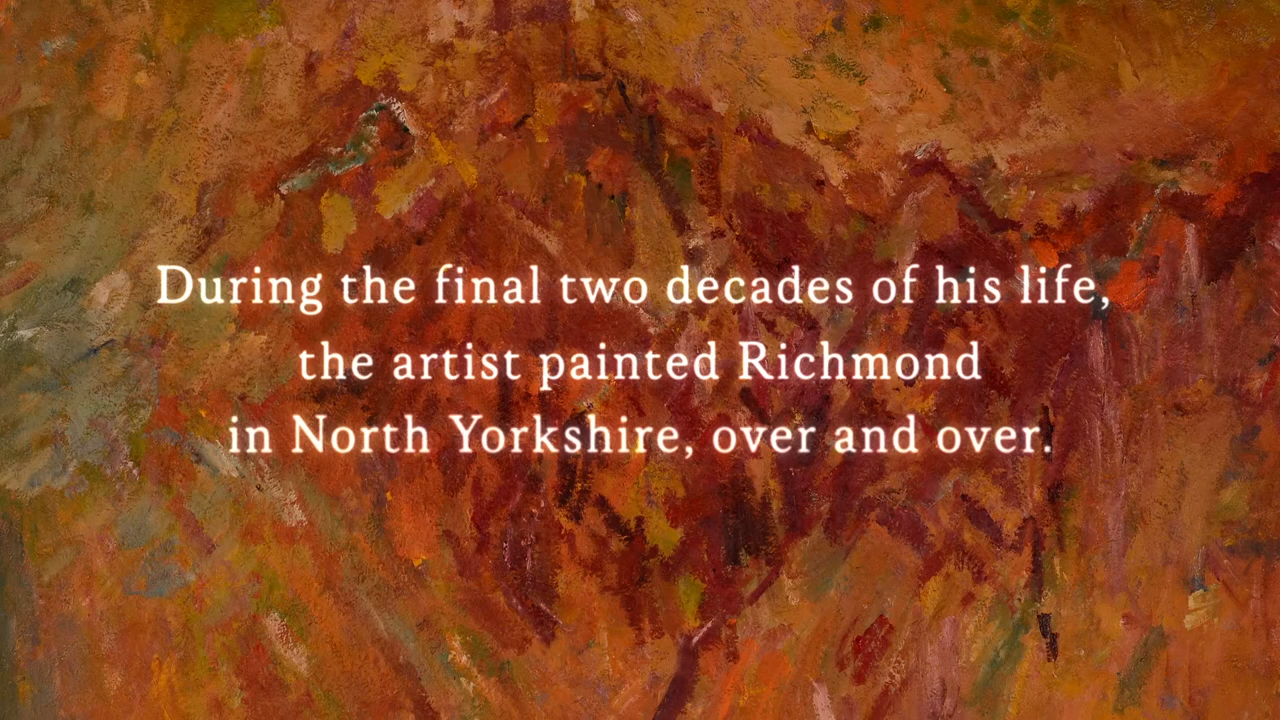 During the final two decades of his life,
the artist painted Richmond
in North Yorkshire, over and over.